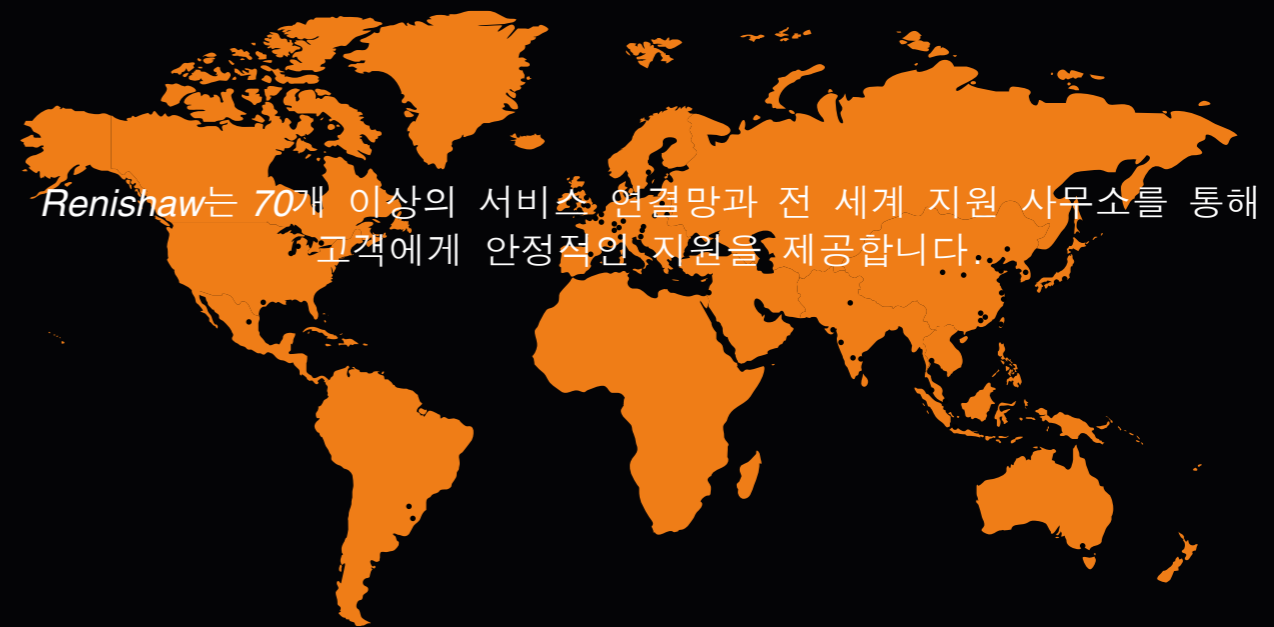 Renishaw는 70개 이상의 서비스 연결망과 전 세계 지원 사무소를 통해
고객에게 안정적인 지원을 제공합니다.